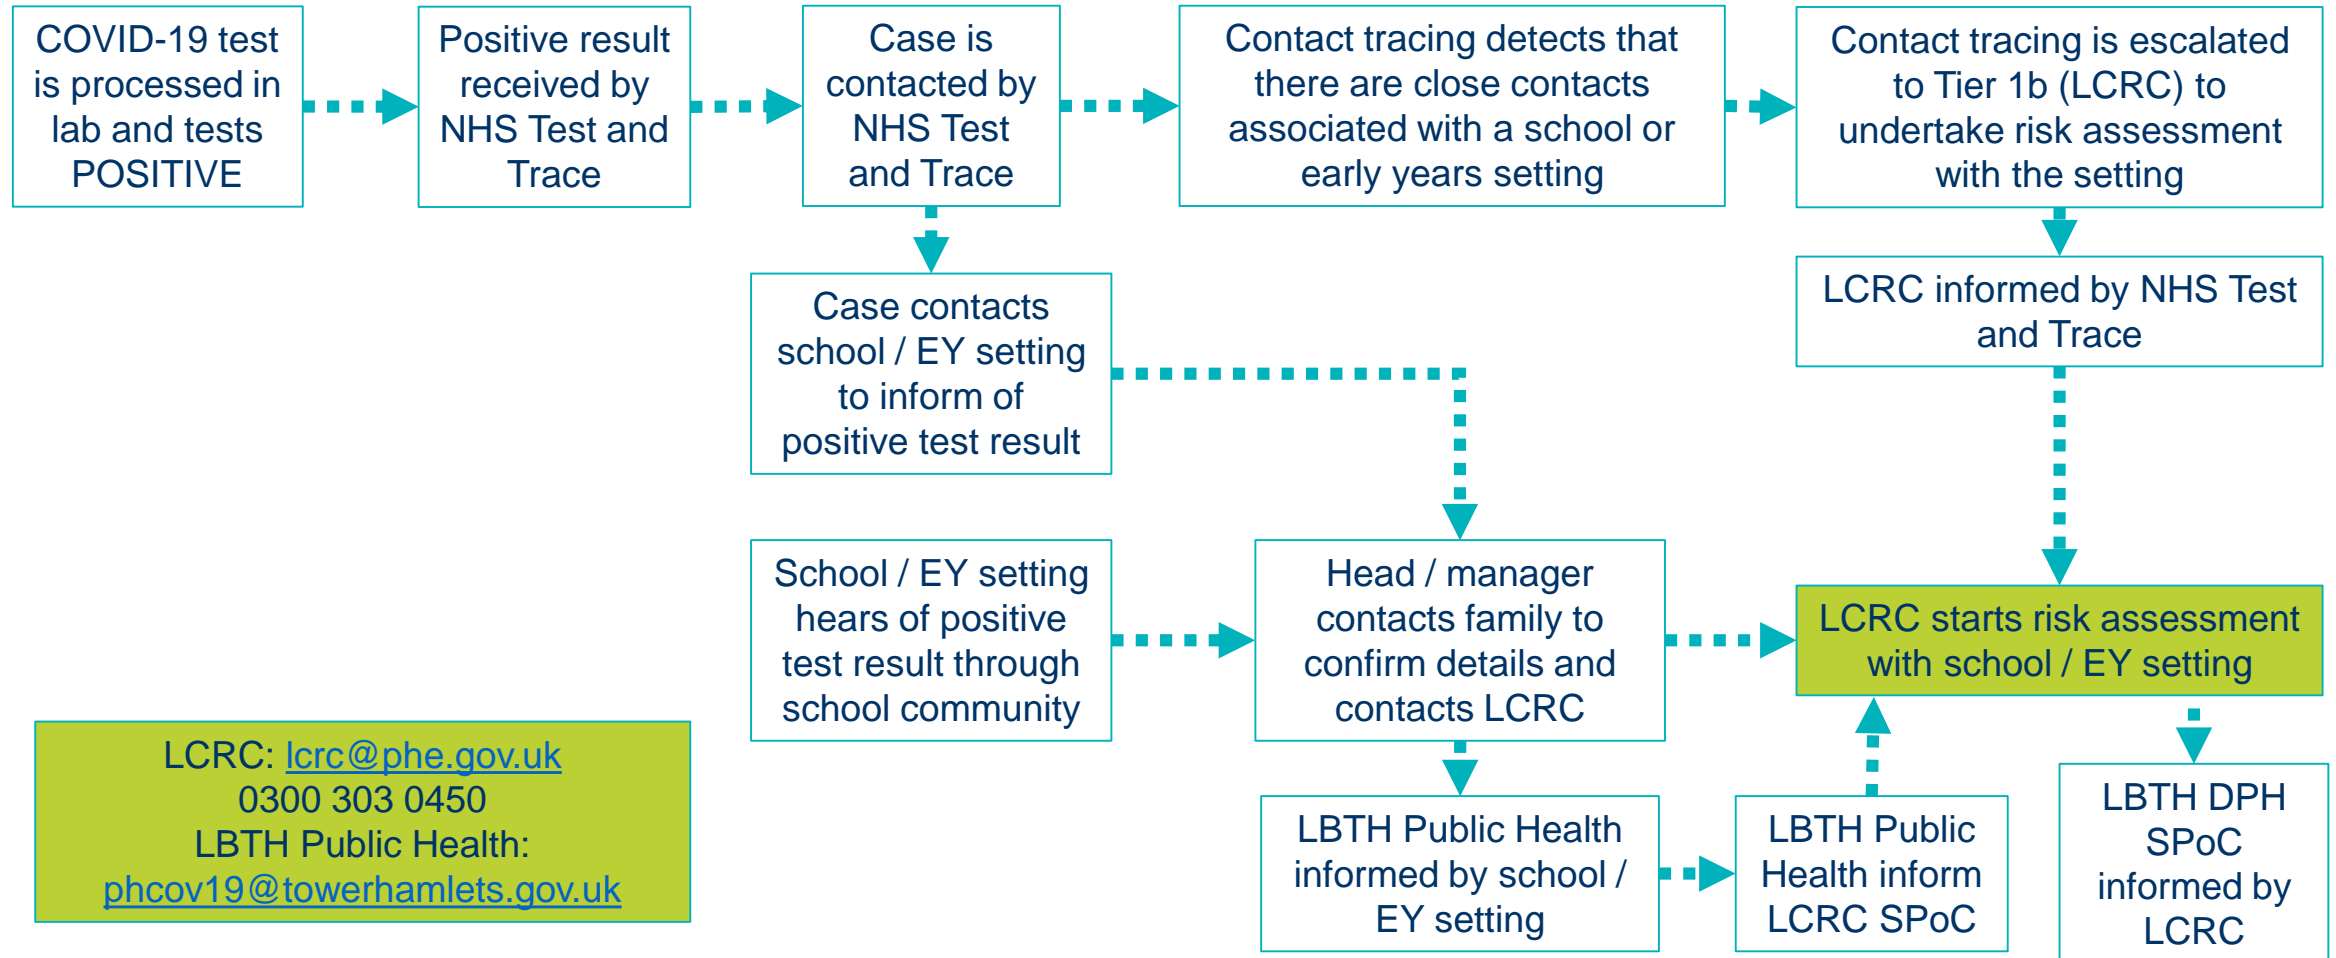 COVID-19 test
is processed in
lab and tests
POSITIVE
Positive result
received by
NHS Test and
Trace
Case is
contacted by
NHS Test
and Trace
Contact tracing detects that
there are close contacts
associated with a school or
early years setting
Contact tracing is escalated
to Tier 1b (LCRC) to
undertake risk assessment
with the setting
Case contacts
school / EY setting
to inform of
positive test result
LCRC informed by NHS Test
and Trace
School / EY setting
hears of positive
test result through
school community
Head / manager
contacts family to
confirm details and
contacts LCRC
LCRC starts risk assessment
with school / EY setting
LCRC: lcrc@phe.gov.uk
0300 303 0450
LBTH Public Health:
phcov19@towerhamlets.gov.uk
LBTH Public Health
informed by school /
EY setting
LBTH Public
Health inform
LCRC SPoC
LBTH DPH
SPoC
informed by
LCRC